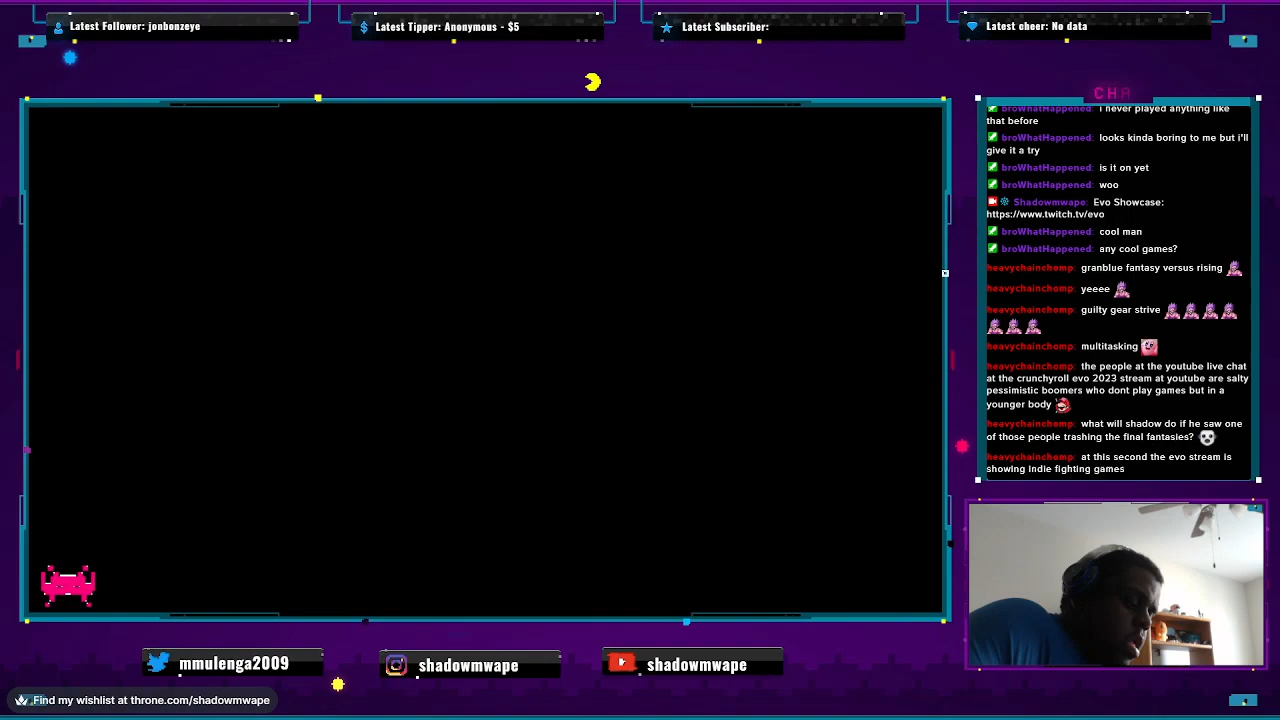 Latest Follower: jonbonzeye
Latest Tipper: Anonymous - $5
Latest Subscriber:
Latest cheer: No data
CHA
broWhatHappened: i never played anything like
that before
broWhatHappened: looks kinda boring to me but i'll
give it a try
broWhatHappened: is it on yet
broWhatHappened: woo
Shadowmwape: Evo Showcase:
https://www.twitch.tv/evo
broWhatHappened: cool man
broWhatHappened: any cool games?
heavychainchomp: granblue fantasy versus rising
heavychainchomp: yeeee
heavychainchomp: guilty gear strive
heavychainchomp: multitasking
heavychainchomp: the people at the youtube live chat
at the crunchyroll evo 2023 stream at youtube are salty
pessimistic boomers who dont play games but in a
younger body
heavychainchomp: what will shadow do if he saw one
of those people trashing the final fantasies?
heavychainchomp: at this second the evo stream is
showing indie fighting games
mmulenga2009
shadowmwape
shadowmwape
Find my wishlist at throne.com/shadowmwape